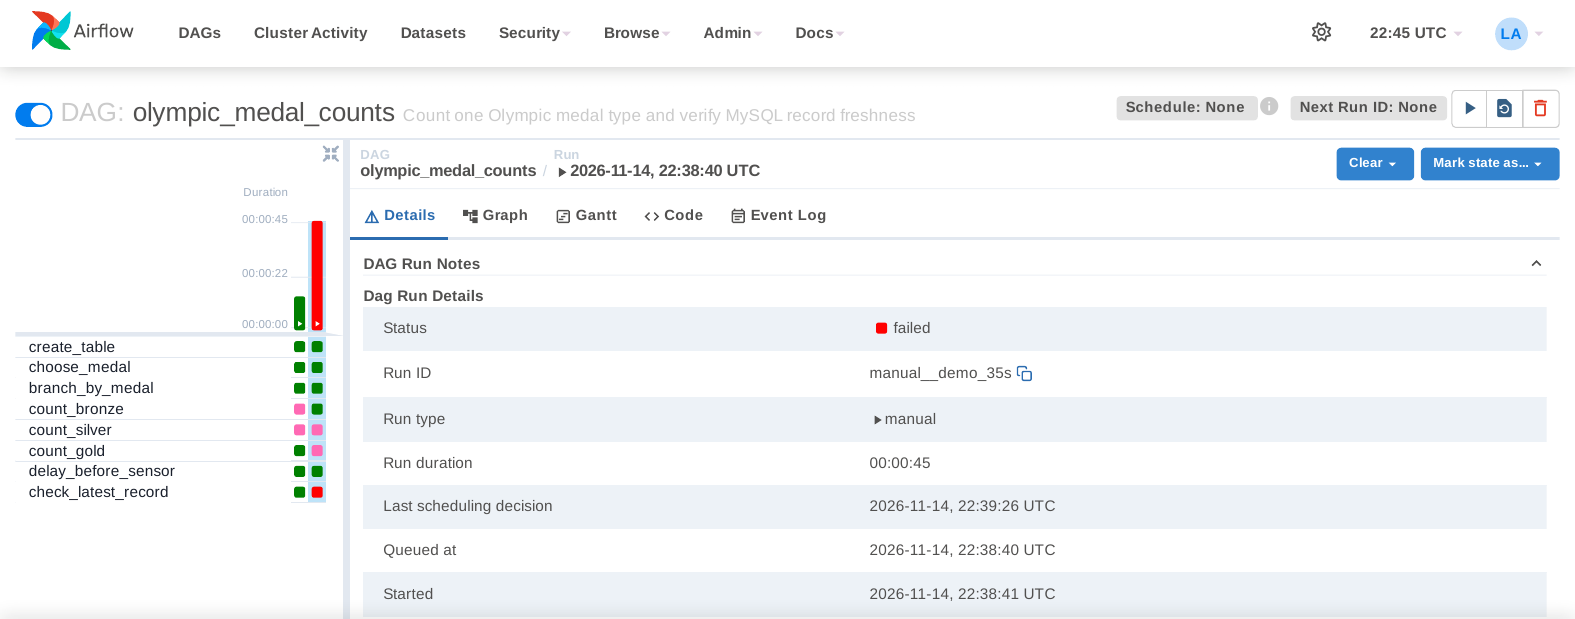 Airflow DAGs Cluster Activity Datasets Security Browse Admin Docs 22:45 UTC LA
DAG: olympic_medal_counts Count one Olympic medal type and verify MySQL record freshness Schedule: None Next Run ID: None
DAG Run
olympic_medal_counts / 2026-11-14, 22:38:40 UTC Clear Mark state as...
Duration
00:00:45
00:00:22
00:00:00
create_table
choose_medal
branch_by_medal
count_bronze
count_silver
count_gold
delay_before_sensor
check_latest_record
Details Graph Gantt Code Event Log
DAG Run Notes
Dag Run Details
Status failed
Run ID manual__demo_35s
Run type manual
Run duration 00:00:45
Last scheduling decision 2026-11-14, 22:39:26 UTC
Queued at 2026-11-14, 22:38:40 UTC
Started 2026-11-14, 22:38:41 UTC